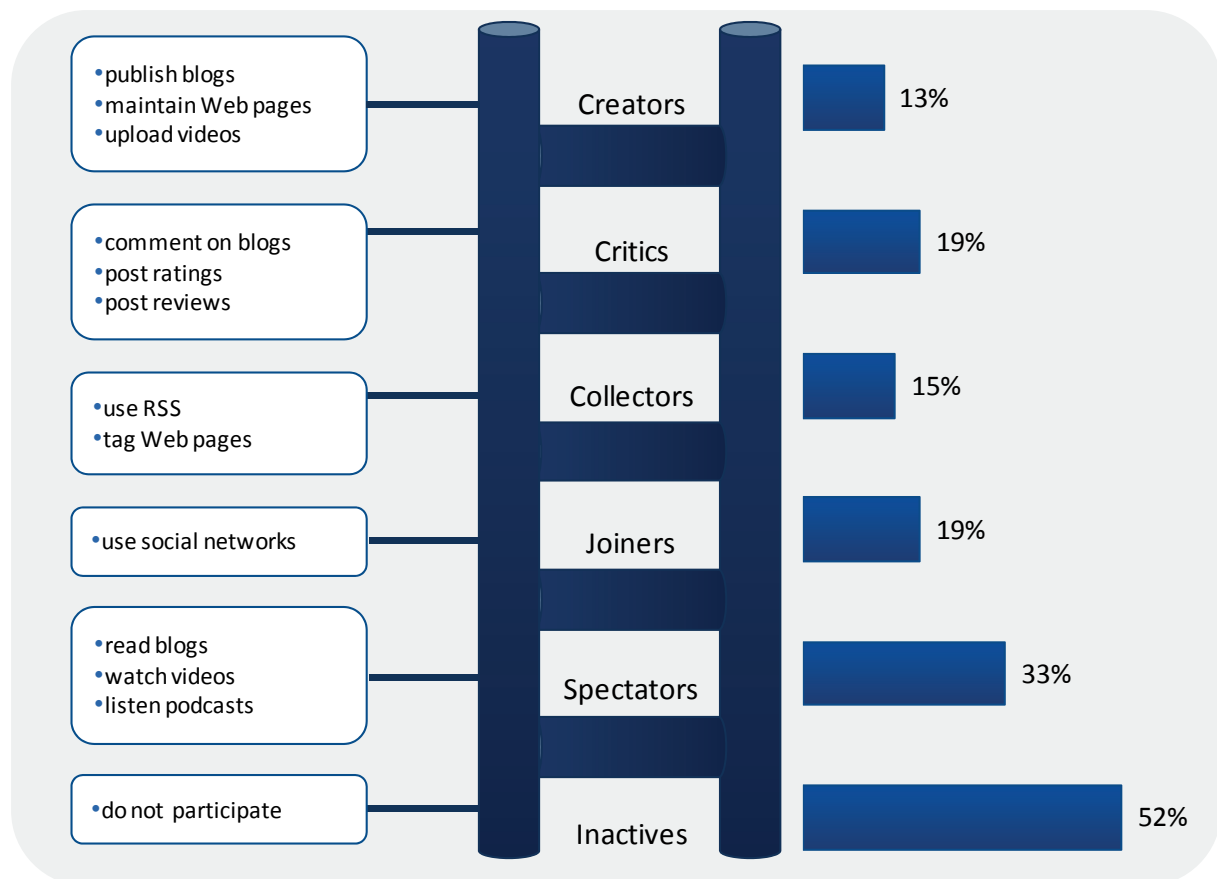 •publish blogs
•maintain Web pages
•upload videos
Creators
13%
•comment on blogs
•post ratings
•post reviews
Critics
19%
•use RSS
•tag Web pages
Collectors
15%
•use social networks
Joiners
19%
•read blogs
•watch videos
•listen podcasts
Spectators
33%
•do not participate
Inactives
52%